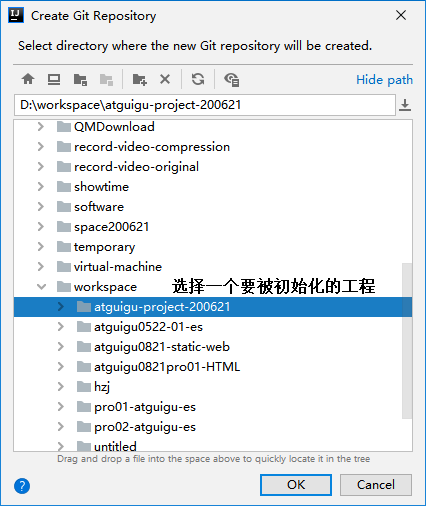 Create Git Repository
Select directory where the new Git repository will be created.
Hide path
D:\workspace\atguigu-project-200621
QMDownload
record-video-compression
record-video-original
showtime
software
space200621
temporary
virtual-machine
workspace 选择一个要被初始化的工程
atguigu-project-200621
atguigu0522-01-es
atguigu0821-static-web
atguigu0821pro01-HTML
hzj
pro01-atguigu-es
pro02-atguigu-es
untitled
Drag and drop a file into the space above to quickly locate it in the tree
? OK Cancel